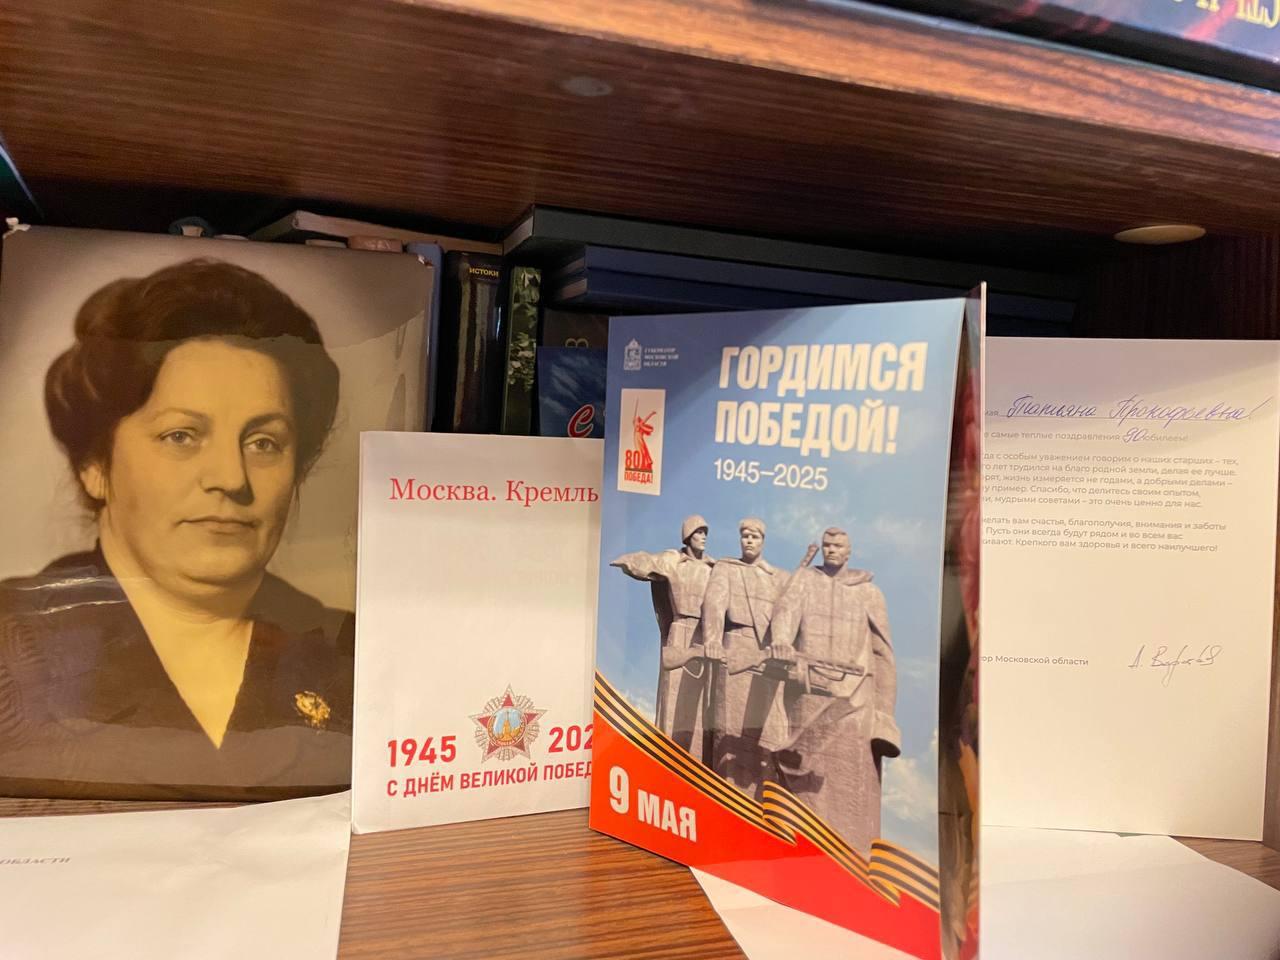 ИСТОКИ
С
Москва. Кремль
1945
С ДНЁМ ВЕЛИКОЙ ПОБЕД
ГУБЕРНАТОР
МОСКОВСКОЙ
ОБЛАСТИ
ГОРДИМСЯ
ПОБЕДОЙ!
1945–2025
80
ПОБЕДА!
9 МАЯ
Татьяна Прокофьевна!
самые теплые поздравления 90 юбилеем!
с особым уважением говорим о наших старших – тех,
лет трудился на благо родной земли, делая ее лучше.
жизнь измеряется не годами, а добрыми делами –
пример. Спасибо, что делитесь своим опытом,
мудрыми советами – это очень ценно для нас.
вам счастья, благополучия, внимания и заботы
Пусть они всегда будут рядом и во всем вас
Крепкого вам здоровья и всего наилучшего!
Московской области
ОБЛАСТИ